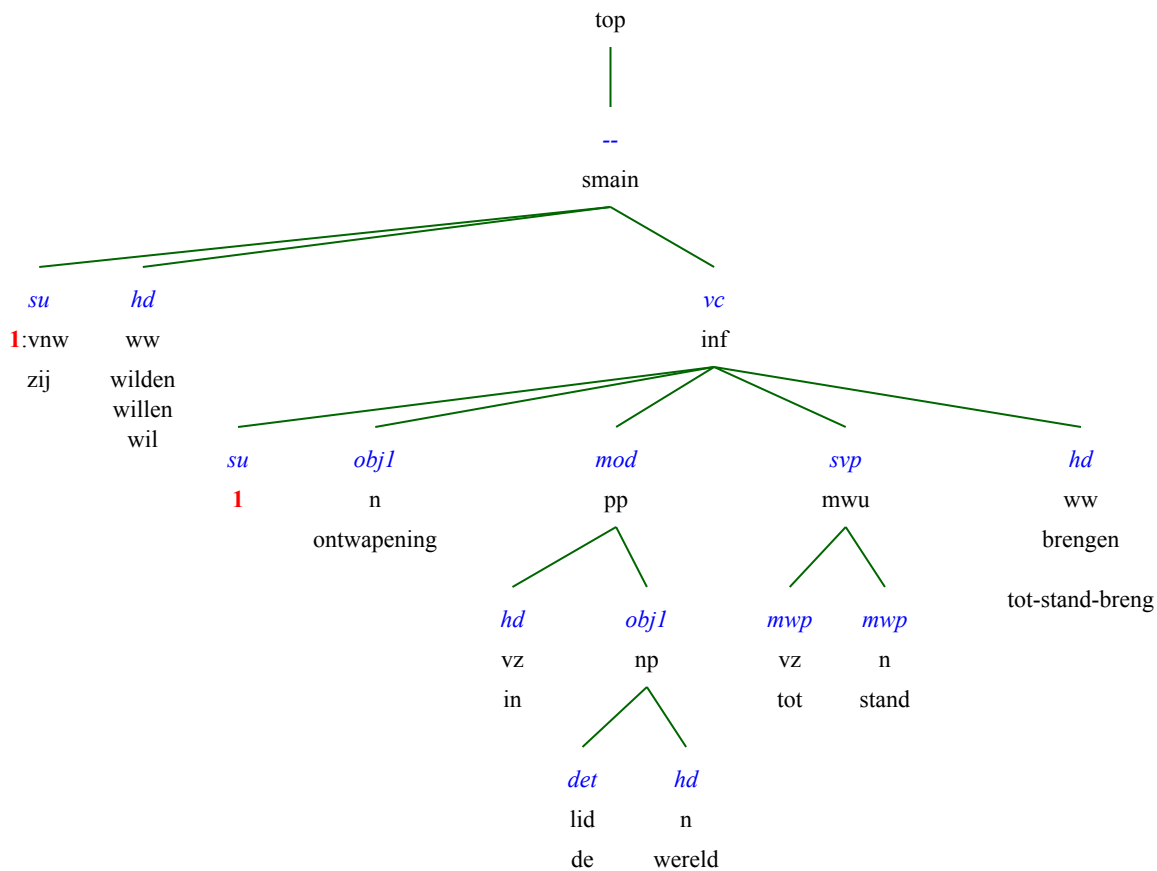 top
--
smain
su hd vc
1:vnw ww inf
zij wilden
willen
wil
su obj1 mod svp hd
1 n pp mwu ww
ontwapening brengen
tot-stand-breng
hd obj1 mwp mwp
vz np vz n
in tot stand
det hd
lid n
de wereld